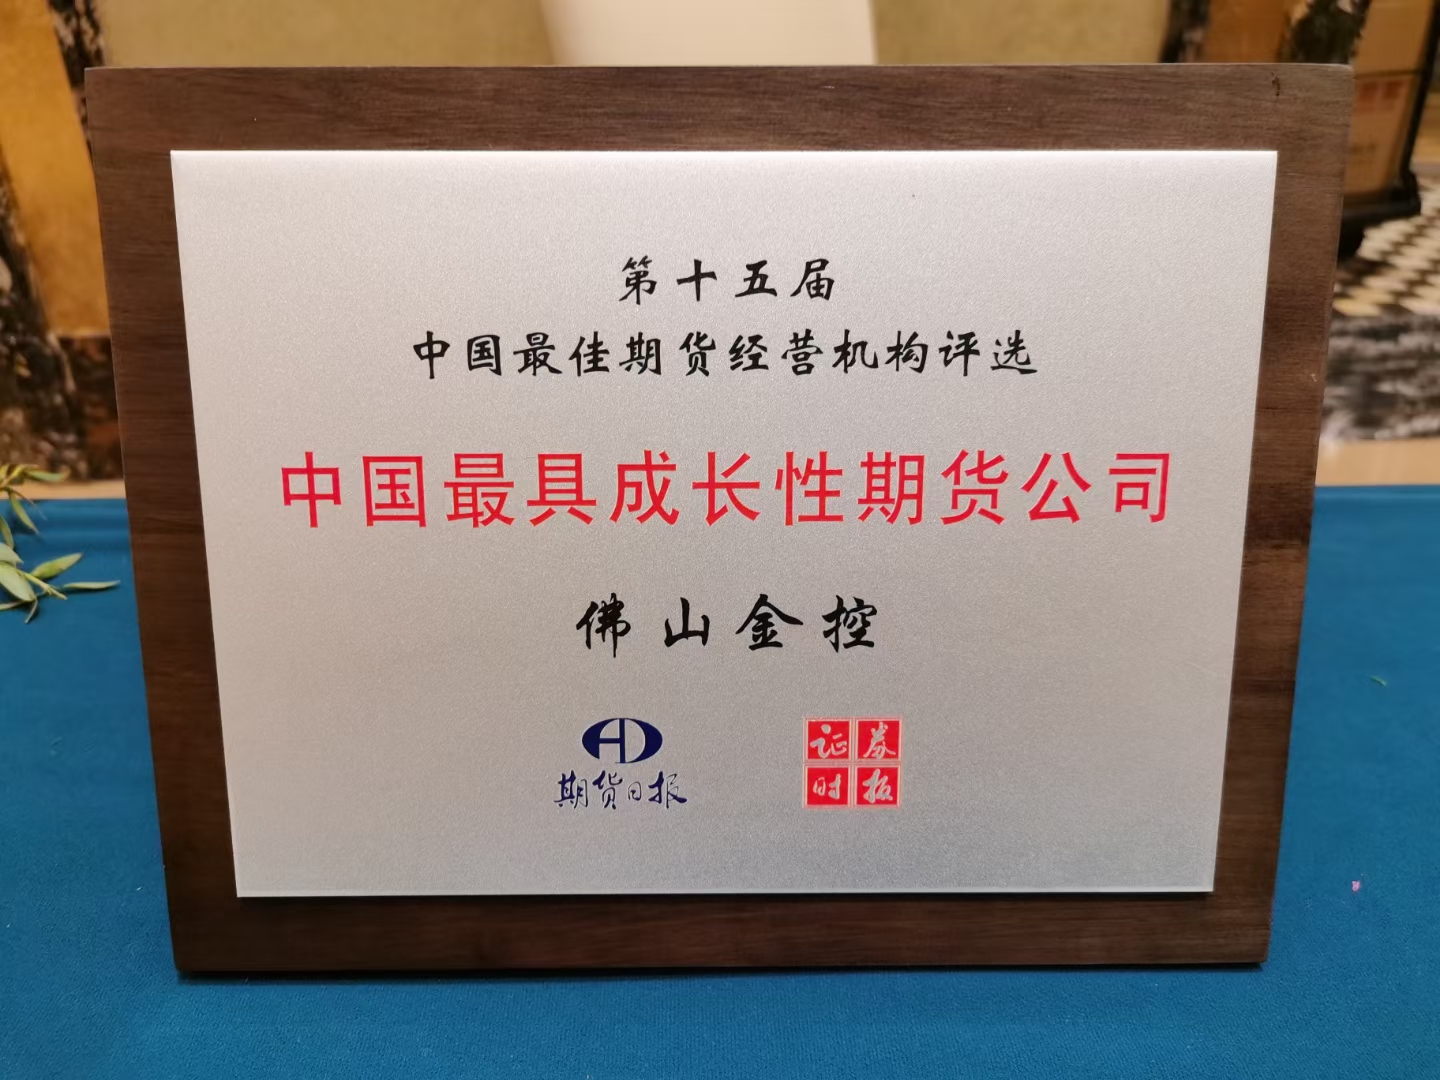 第十五届
中国最佳期货经营机构评选
中国最具成长性期货公司
佛山金控
期货日报
证券
时报